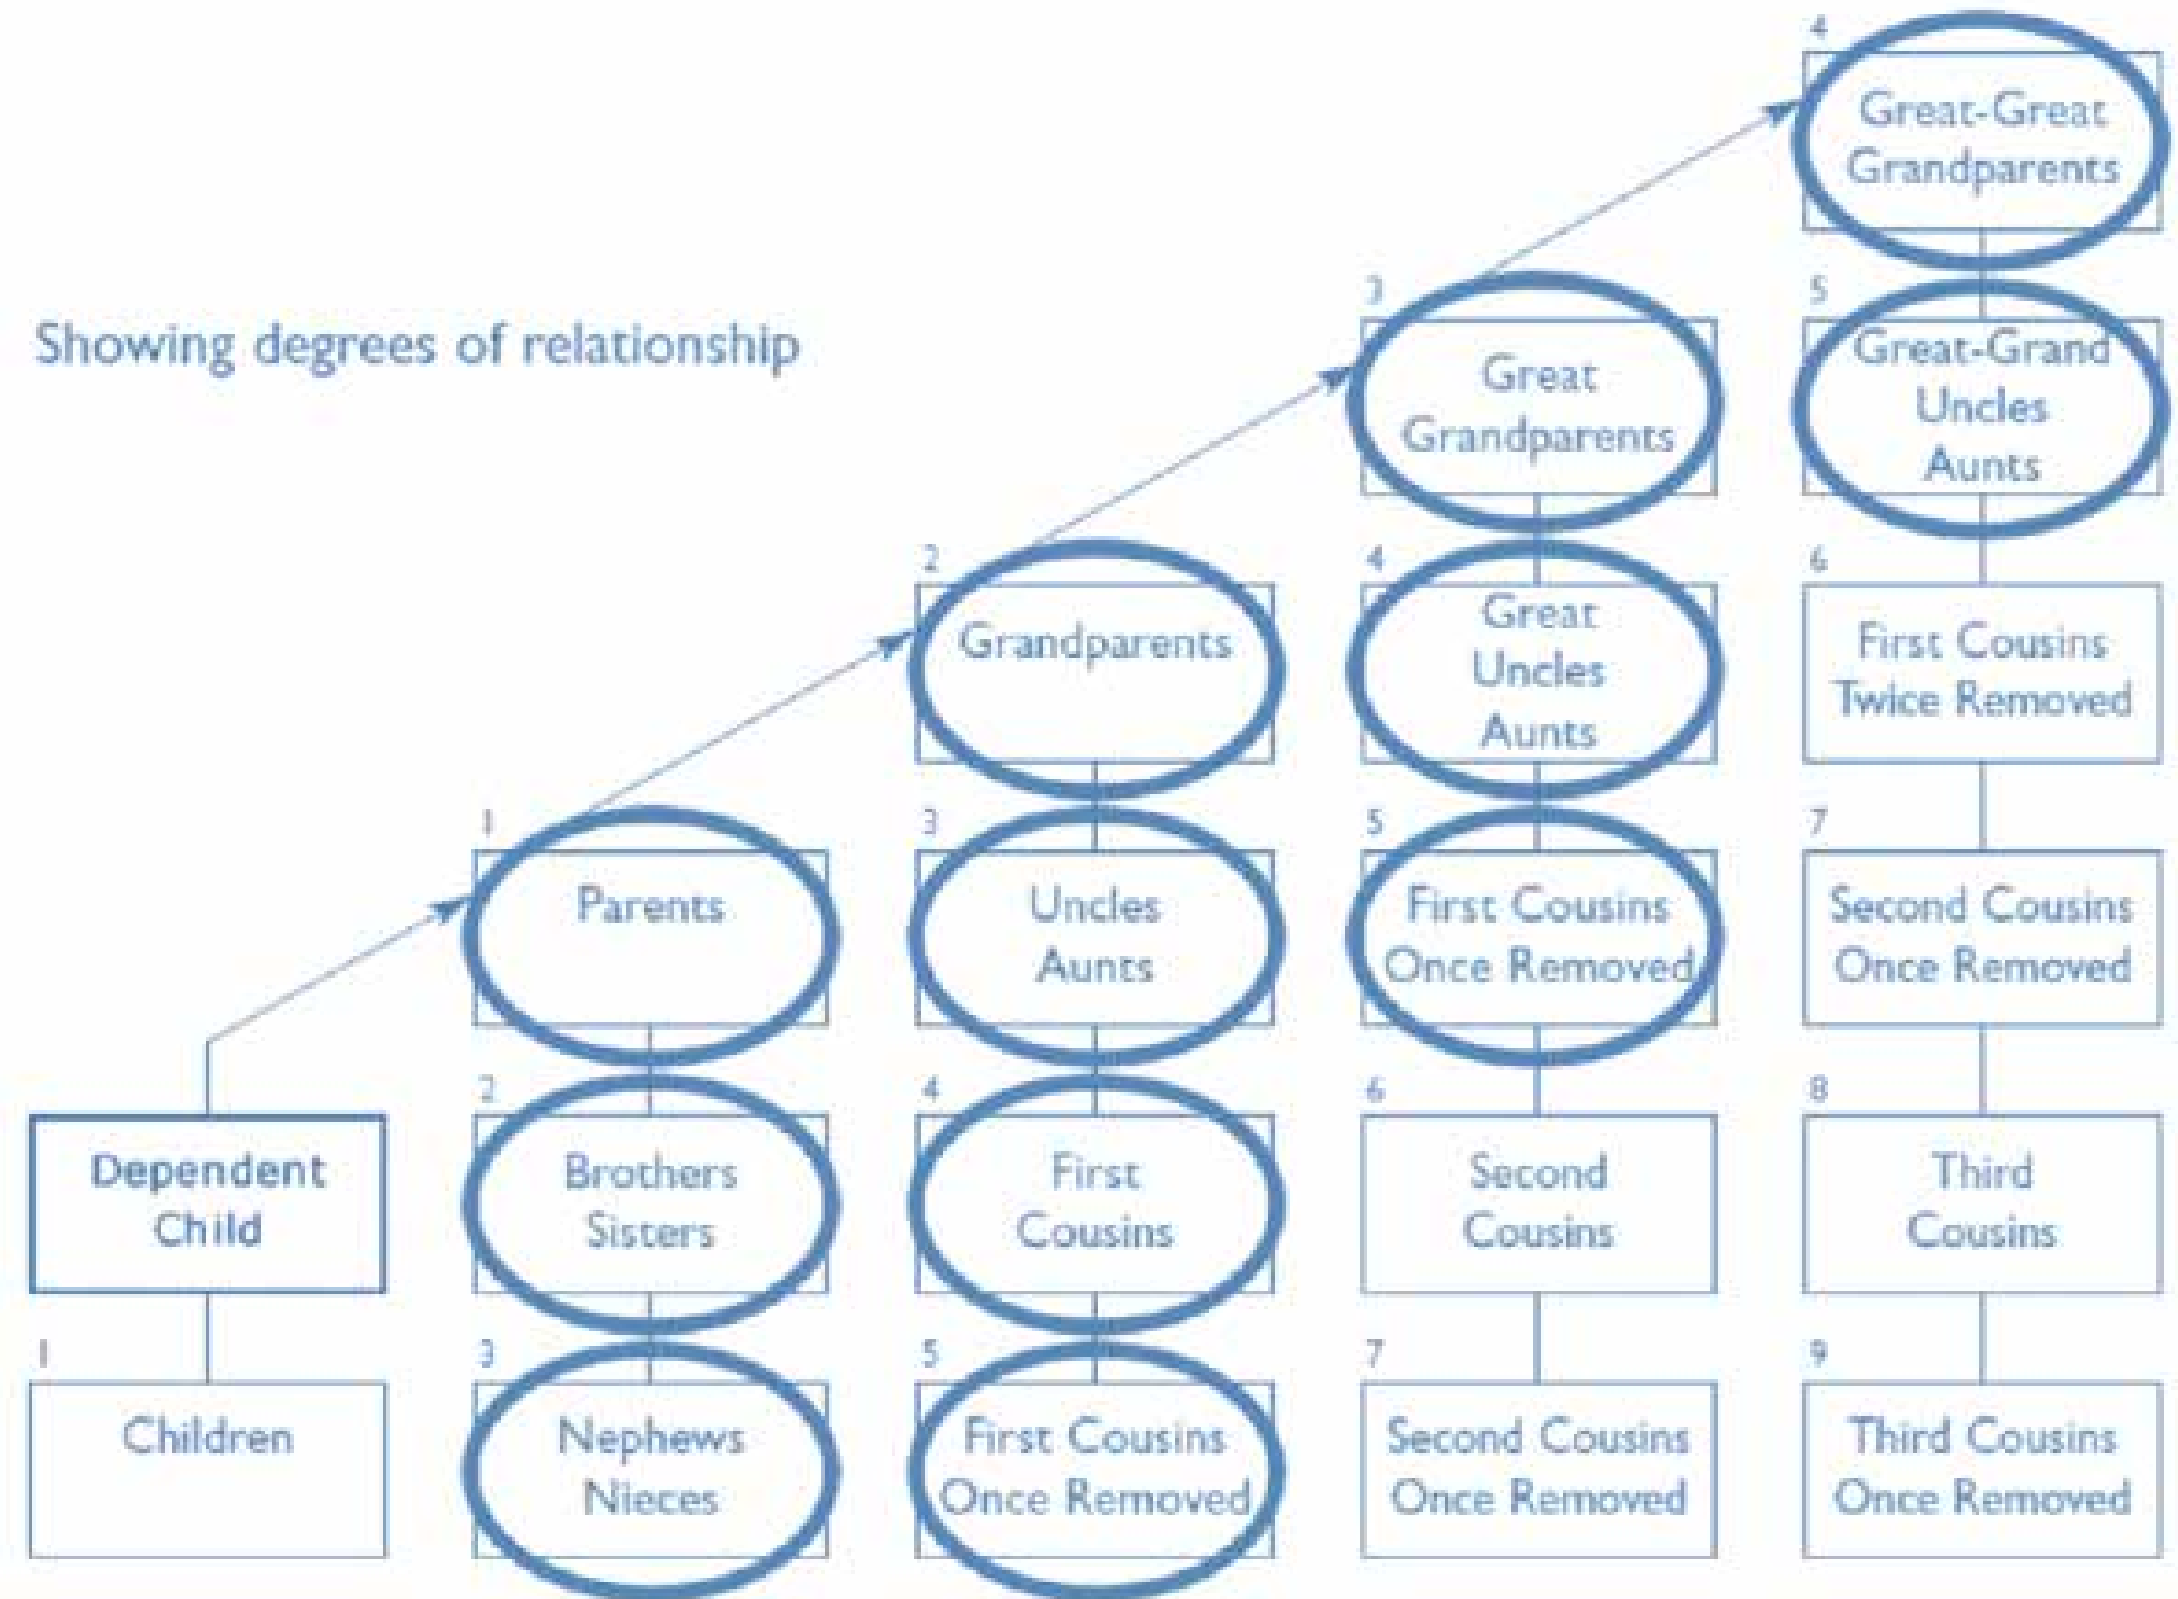 Showing degrees of relationship
Dependent
Child
1
Children
1
Parents
2
Brothers
Sisters
3
Nephews
Nieces
2
Grandparents
3
Uncles
Aunts
4
First
Cousins
5
First Cousins
Once Removed
3
Great
Grandparents
4
Great
Uncles
Aunts
5
First Cousins
Once Removed
6
Second
Cousins
7
Second Cousins
Once Removed
4
Great-Great
Grandparents
5
Great-Grand
Uncles
Aunts
6
First Cousins
Twice Removed
7
Second Cousins
Once Removed
8
Third
Cousins
9
Third Cousins
Once Removed